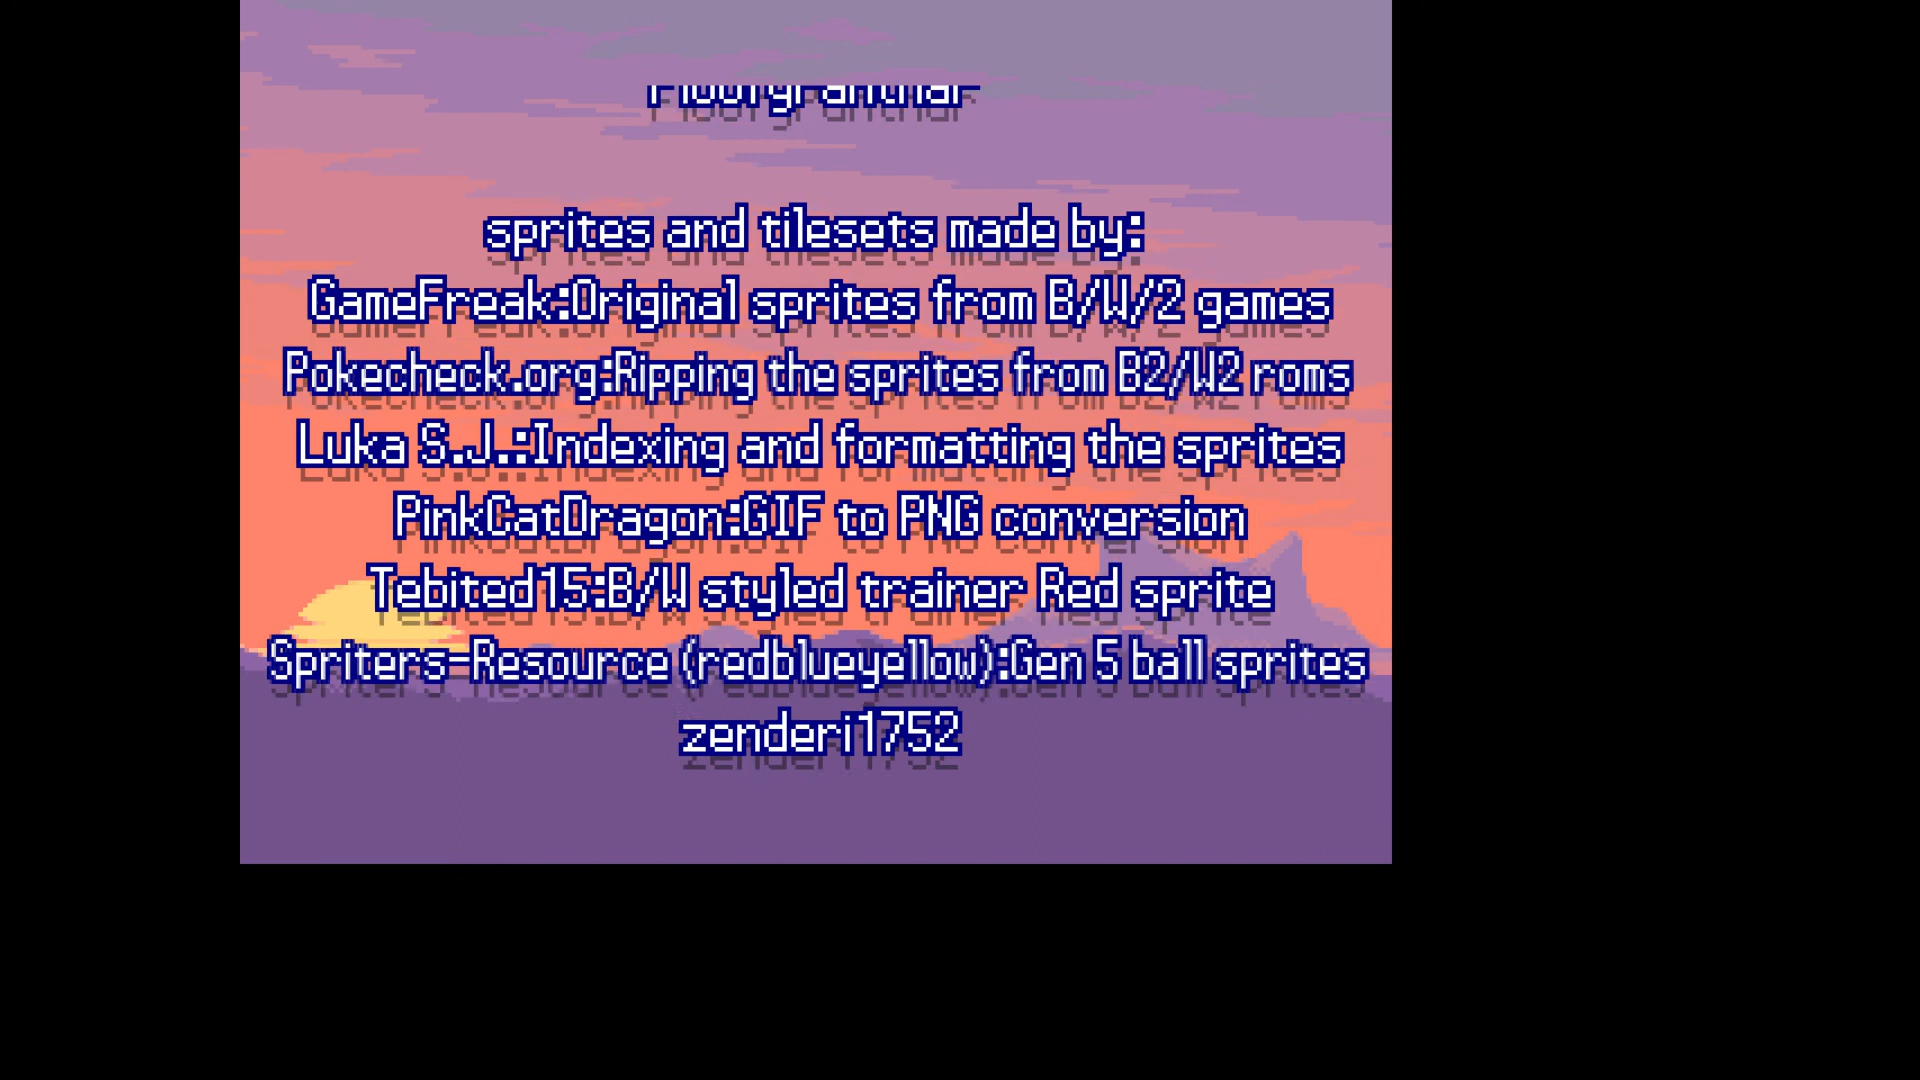 sprites and tilesets made by:
GameFreak:Original sprites from B/W/2 games
Pokecheck.org:Ripping the sprites from B2/W2 roms
Luka S.J.:Indexing and formatting the sprites
PinkCatDragon:GIF to PNG conversion
Tebited15:B/W styled trainer Red sprite
Spriters-Resource (redblueyellow):Gen 5 ball sprites
zenderi1752